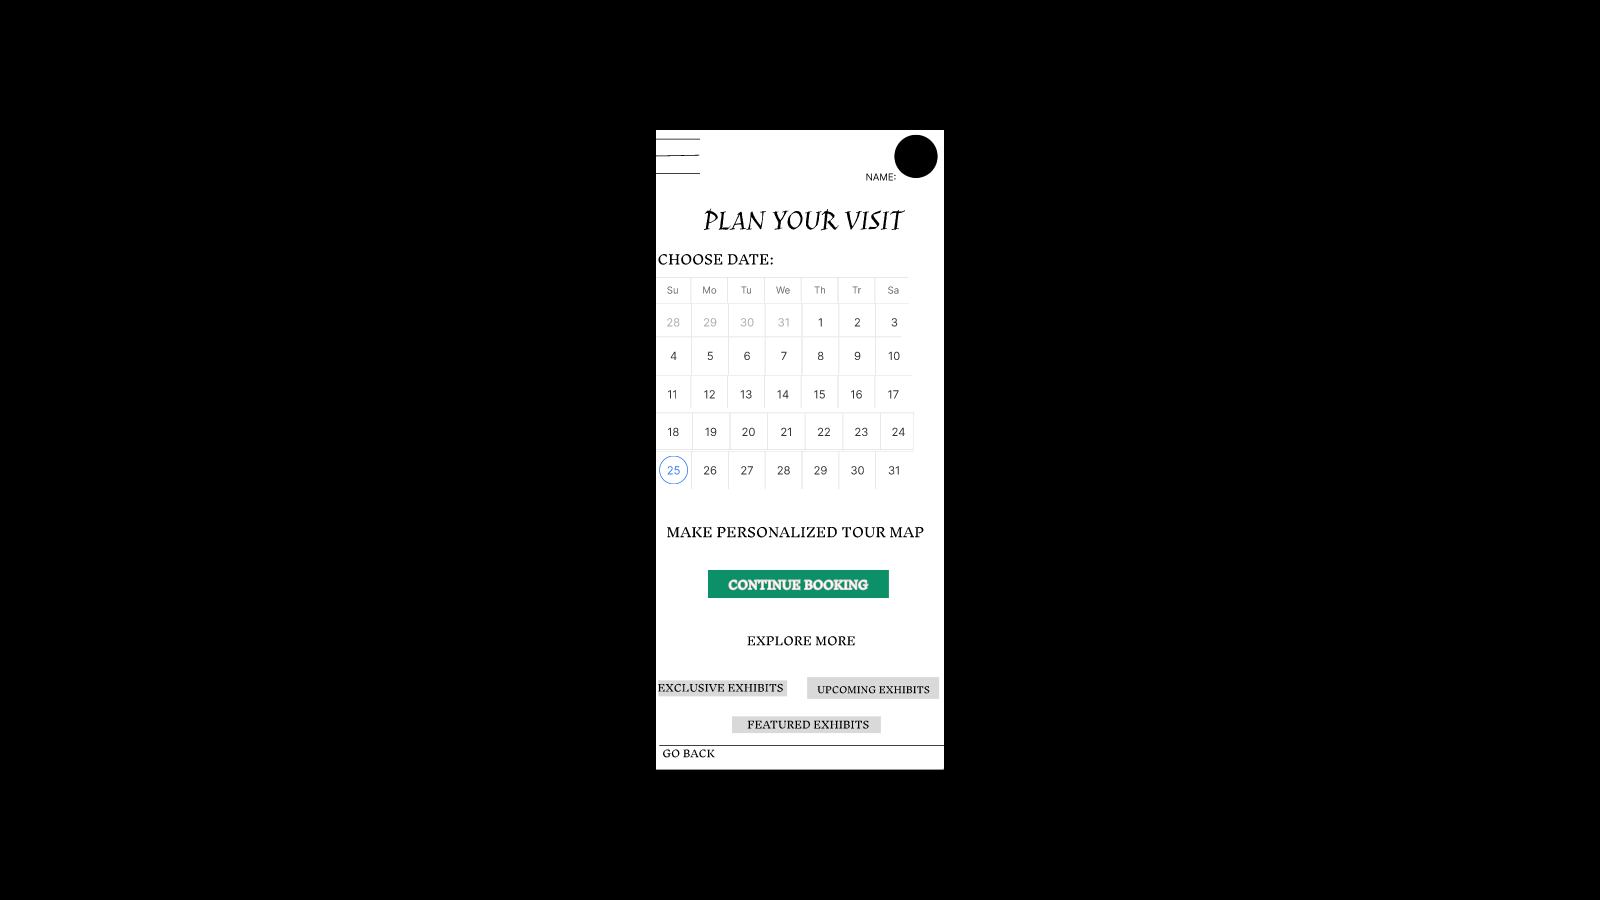 NAME:
PLAN YOUR VISIT
CHOOSE DATE:
Su Mo Tu We Th Tr Sa
28 29 30 31 1 2 3
4 5 6 7 8 9 10
11 12 13 14 15 16 17
18 19 20 21 22 23 24
25 26 27 28 29 30 31
MAKE PERSONALIZED TOUR MAP
CONTINUE BOOKING
EXPLORE MORE
EXCLUSIVE EXHIBITS UPCOMING EXHIBITS
FEATURED EXHIBITS
GO BACK